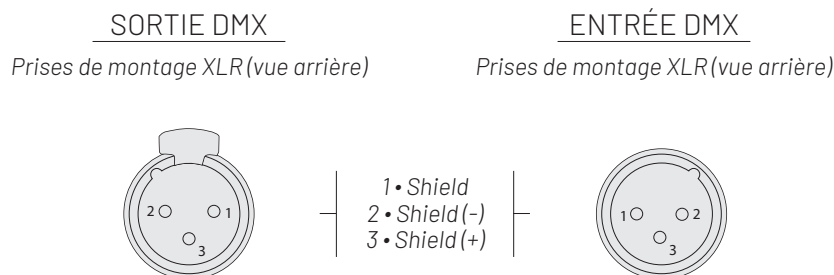 SORTIE DMX
Prises de montage XLR (vue arrière)
ENTRÉE DMX
Prises de montage XLR (vue arrière)
2 1
3
1 • Shield
2 • Shield (-)
3 • Shield (+)
1 2
3